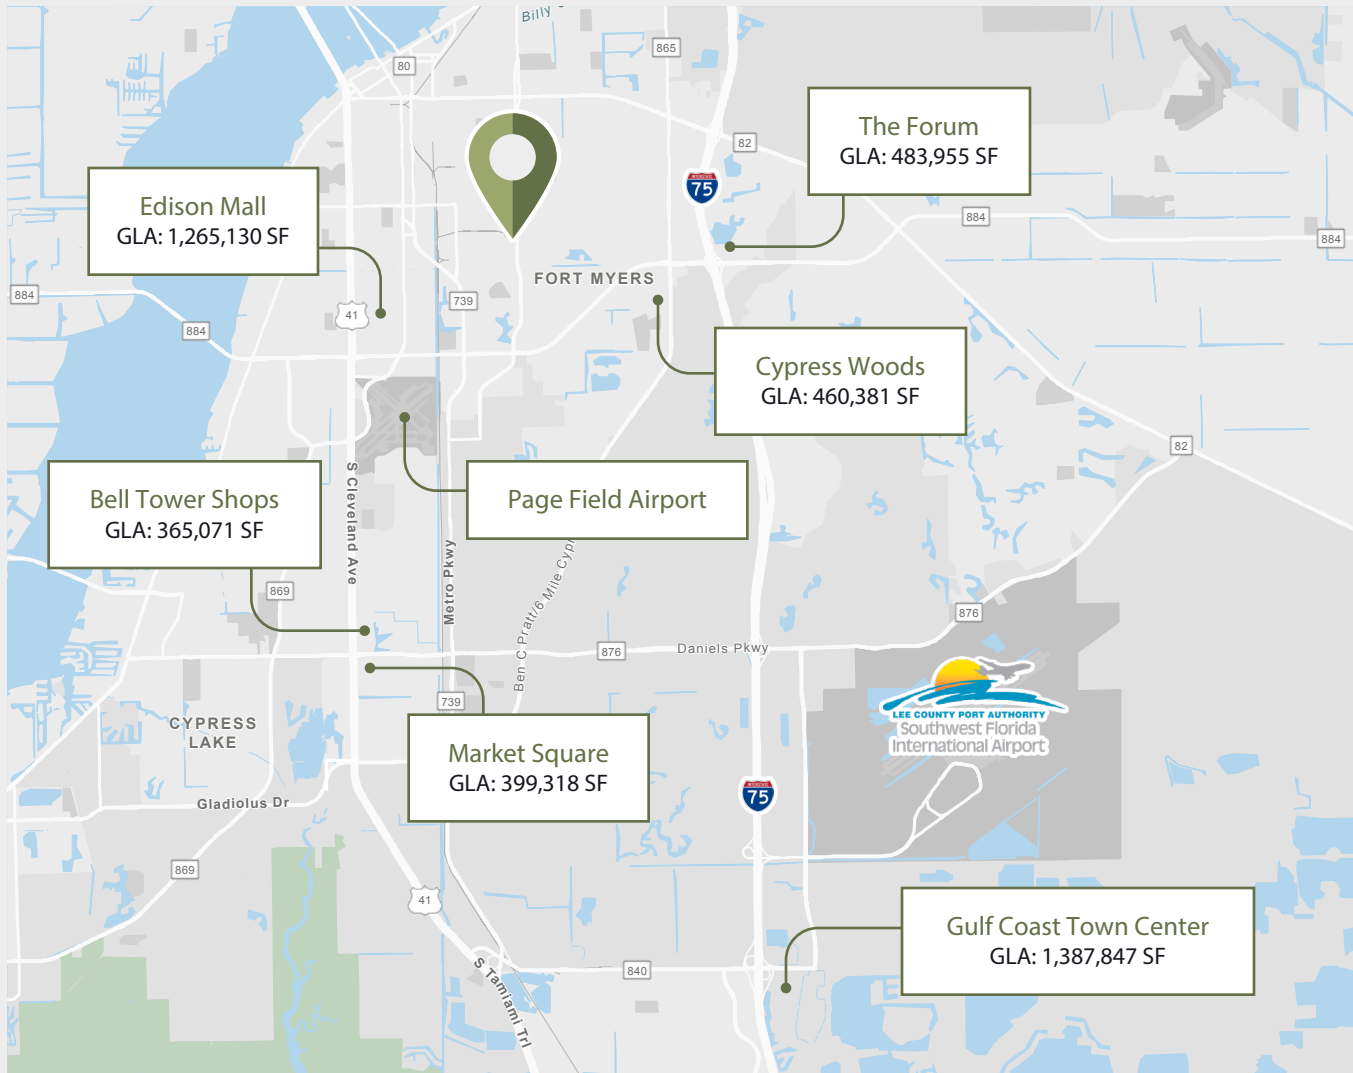 Billy
865
80
The Forum
GLA: 483,955 SF
82
75
Edison Mall
GLA: 1,265,130 SF
884
884
FORT MYERS
884
739
41
884
Cypress Woods
GLA: 460,381 SF
82
Bell Tower Shops
GLA: 365,071 SF
S Cleveland Ave
Page Field Airport
Metro Pkwy
Ben C Pratt/6 Mile Cypr
869
876
876
Daniels Pkwy
LEE COUNTY PORT AUTHORITY
Southwest Florida
International Airport
739
CYPRESS
LAKE
Market Square
GLA: 399,318 SF
75
Gladiolus Dr
869
41
Gulf Coast Town Center
GLA: 1,387,847 SF
840
S Tamiami Trl